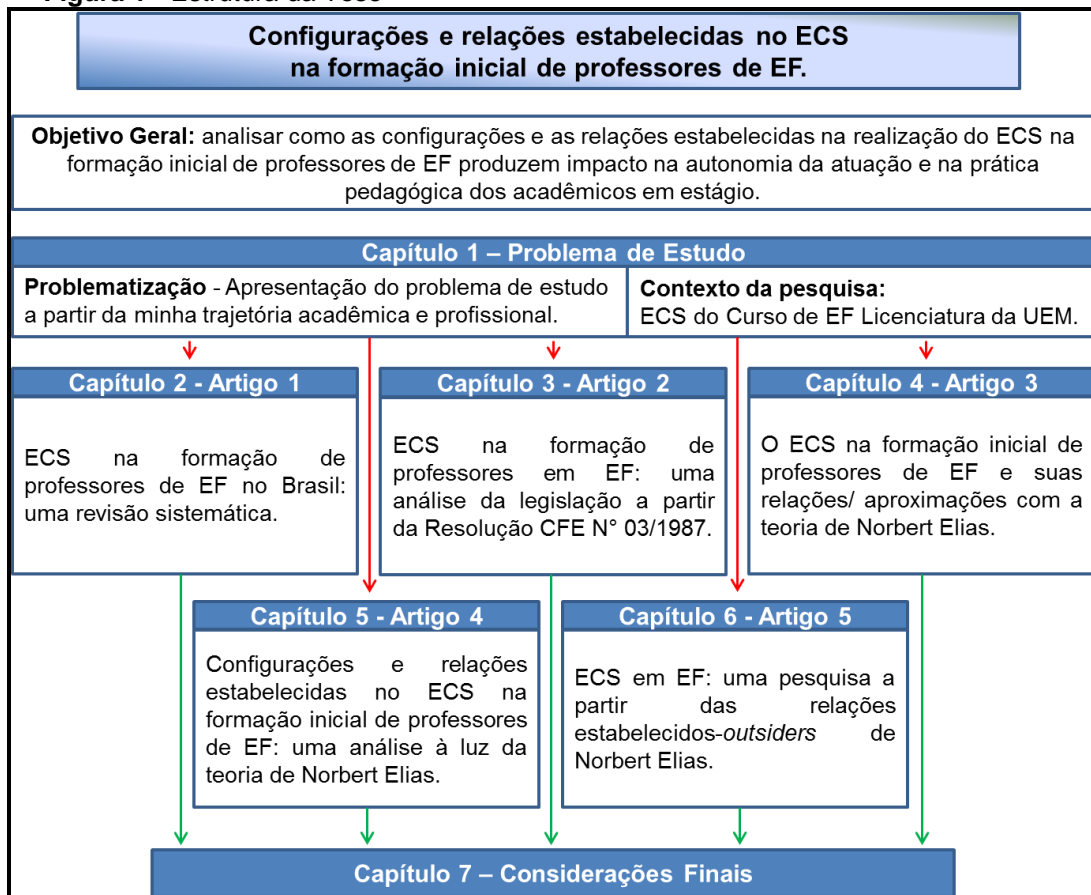 Figura 1 - Estrutura da Tese
Configurações e relações estabelecidas no ECS
na formação inicial de professores de EF.
Objetivo Geral: analisar como as configurações e as relações estabelecidas na realização do ECS na
formação inicial de professores de EF produzem impacto na autonomia da atuação e na prática
pedagógica dos acadêmicos em estágio.
Capítulo 1 – Problema de Estudo
Problematização - Apresentação do problema de estudo
a partir da minha trajetória acadêmica e profissional.
Contexto da pesquisa:
ECS do Curso de EF Licenciatura da UEM.
Capítulo 2 - Artigo 1
ECS na formação de
professores de EF no Brasil:
uma revisão sistemática.
Capítulo 3 - Artigo 2
ECS na formação de
professores em EF: uma
análise da legislação a partir
da Resolução CFE N° 03/1987.
Capítulo 4 - Artigo 3
O ECS na formação inicial de
professores de EF e suas
relações/ aproximações com a
teoria de Norbert Elias.
Capítulo 5 - Artigo 4
Configurações e relações
estabelecidas no ECS na
formação inicial de professores
de EF: uma análise à luz da
teoria de Norbert Elias.
Capítulo 6 - Artigo 5
ECS em EF: uma pesquisa a
partir das relações
estabelecidos-outsiders de
Norbert Elias.
Capítulo 7 – Considerações Finais